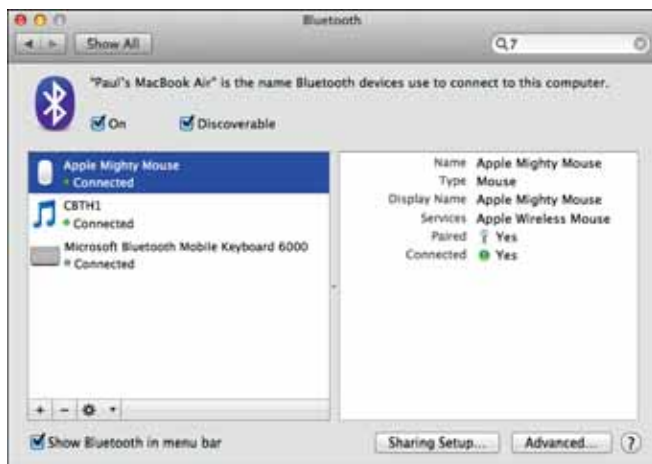 Bluetooth
Show All
7
"Paul's MacBook Air" is the name Bluetooth devices use to connect to this computer.
On
Discoverable
Apple Mighty Mouse
Connected
CBTH1
Connected
Microsoft Bluetooth Mobile Keyboard 6000
Connected
Name Apple Mighty Mouse
Type Mouse
Display Name Apple Mighty Mouse
Services Apple Wireless Mouse
Paired Yes
Connected Yes
+ -
Show Bluetooth in menu bar
Sharing Setup...
Advanced...
?